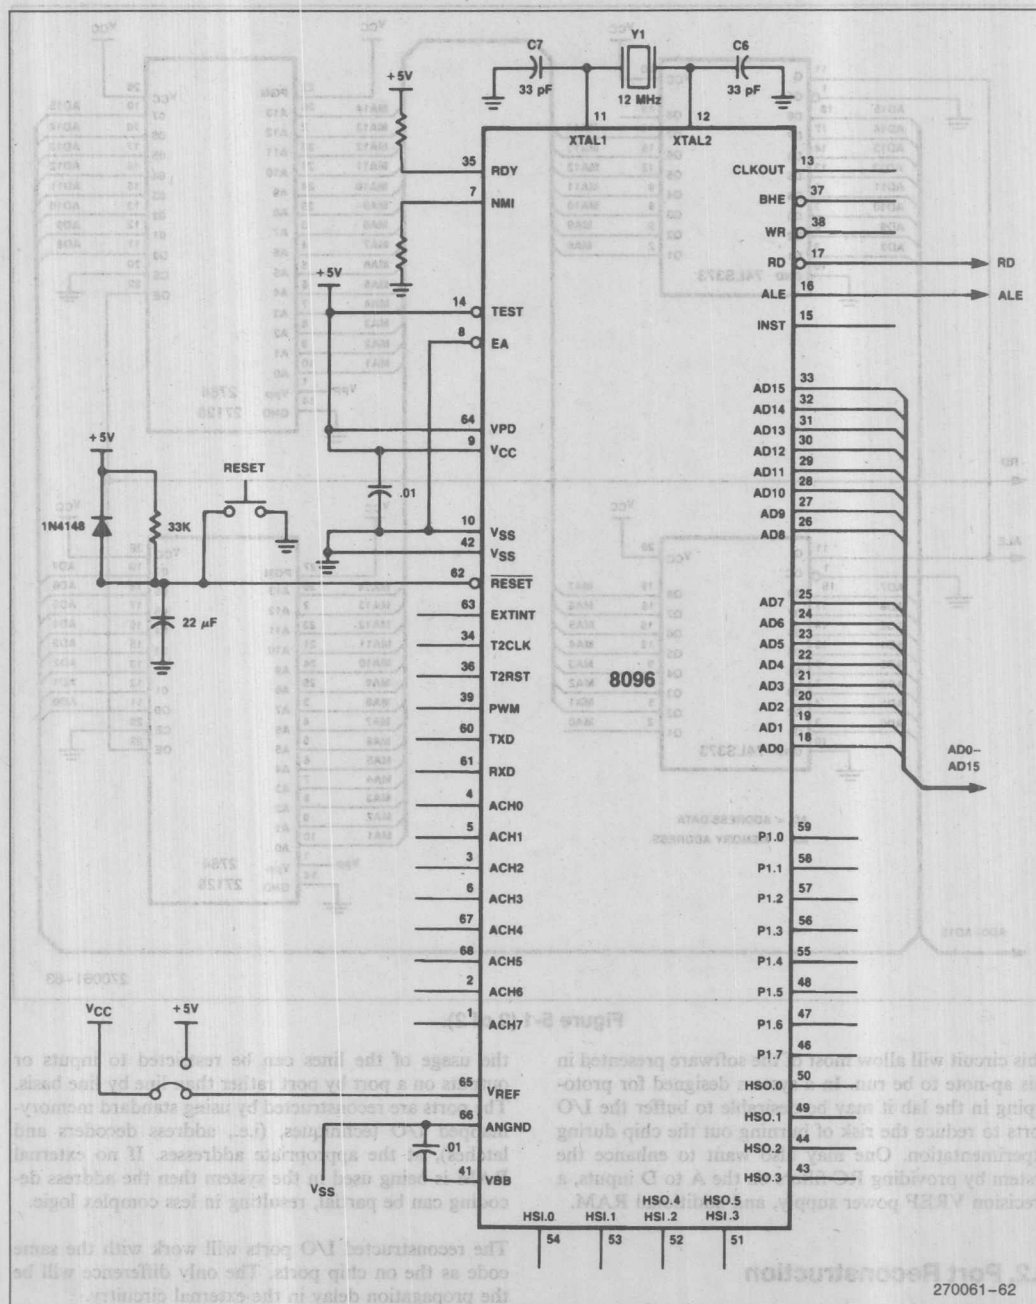 C7
Y1
C6
+5V
33 pF
12 MHz
33 pF
11
12
XTAL1
XTAL2
35
RDY
7
NMI
+5V
14
TEST
8
EA
64
VPD
9
VCC
.01
10
VSS
42
VSS
+5V
RESET
1N4148
33K
22 μF
62
RESET
63
EXTINT
34
T2CLK
36
T2RST
39
PWM
60
TXD
61
RXD
4
ACH0
5
ACH1
3
ACH2
6
ACH3
67
ACH4
68
ACH5
2
ACH6
1
ACH7
VCC
+5V
65
VREF
66
ANGND
.01
41
VBB
VSS
8096
13
CLKOUT
37
BHE
38
WR
17
RD
RD
16
ALE
ALE
15
INST
33
AD15
32
AD14
31
AD13
30
AD12
29
AD11
28
AD10
27
AD9
26
AD8
25
AD7
24
AD6
23
AD5
22
AD4
21
AD3
20
AD2
19
AD1
18
AD0
AD0–
AD15
59
P1.0
58
P1.1
57
P1.2
56
P1.3
55
P1.4
48
P1.5
47
P1.6
46
P1.7
50
HSO.0
49
HSO.1
44
HSO.2
43
HSO.3
HSO.4 HSO.5
HSI.0 HSI.1 HSI.2 HSI.3
54 53 52 51
270061–62